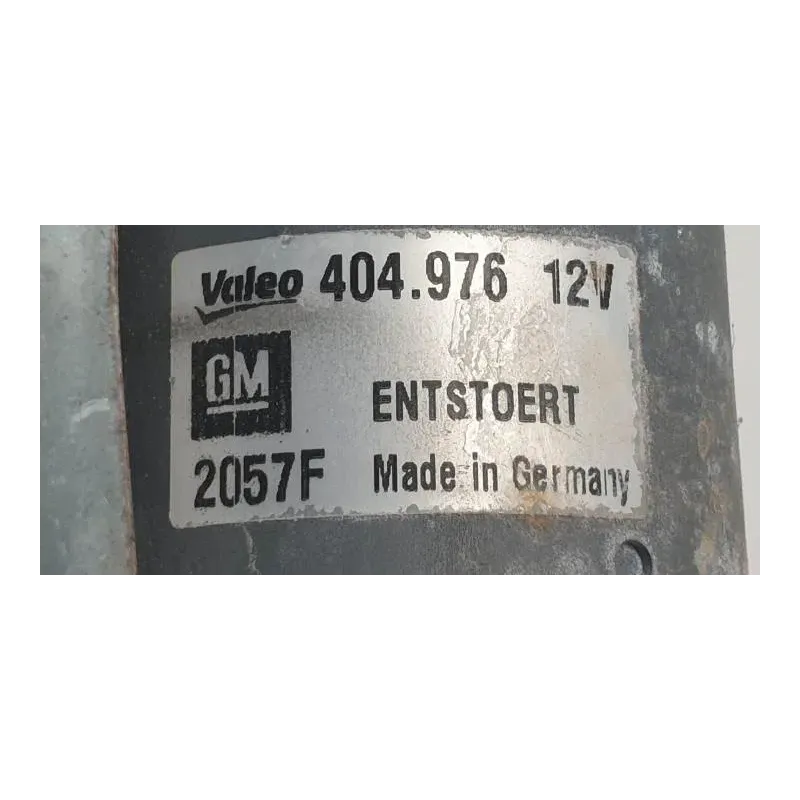 Valeo 404.976 12V
GM
ENTSTOERT
2057F Made in Germany